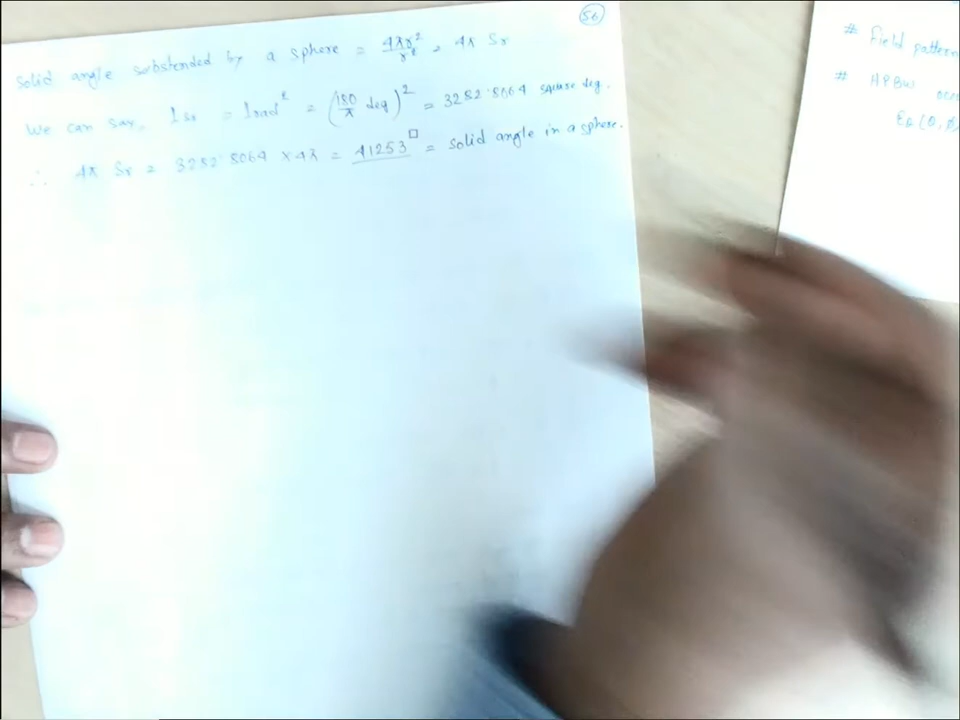 56
Solid angle substended by a sphere = 4πr²/r² = 4π Sr
We can say, 1 sr = 1 rad² = (180/π deg)² = 3282.8064 square deg.
∴ 4π Sr = 3282.8064 × 4π = 41253□ = solid angle in a sphere.
# Field pattern
# HPBW